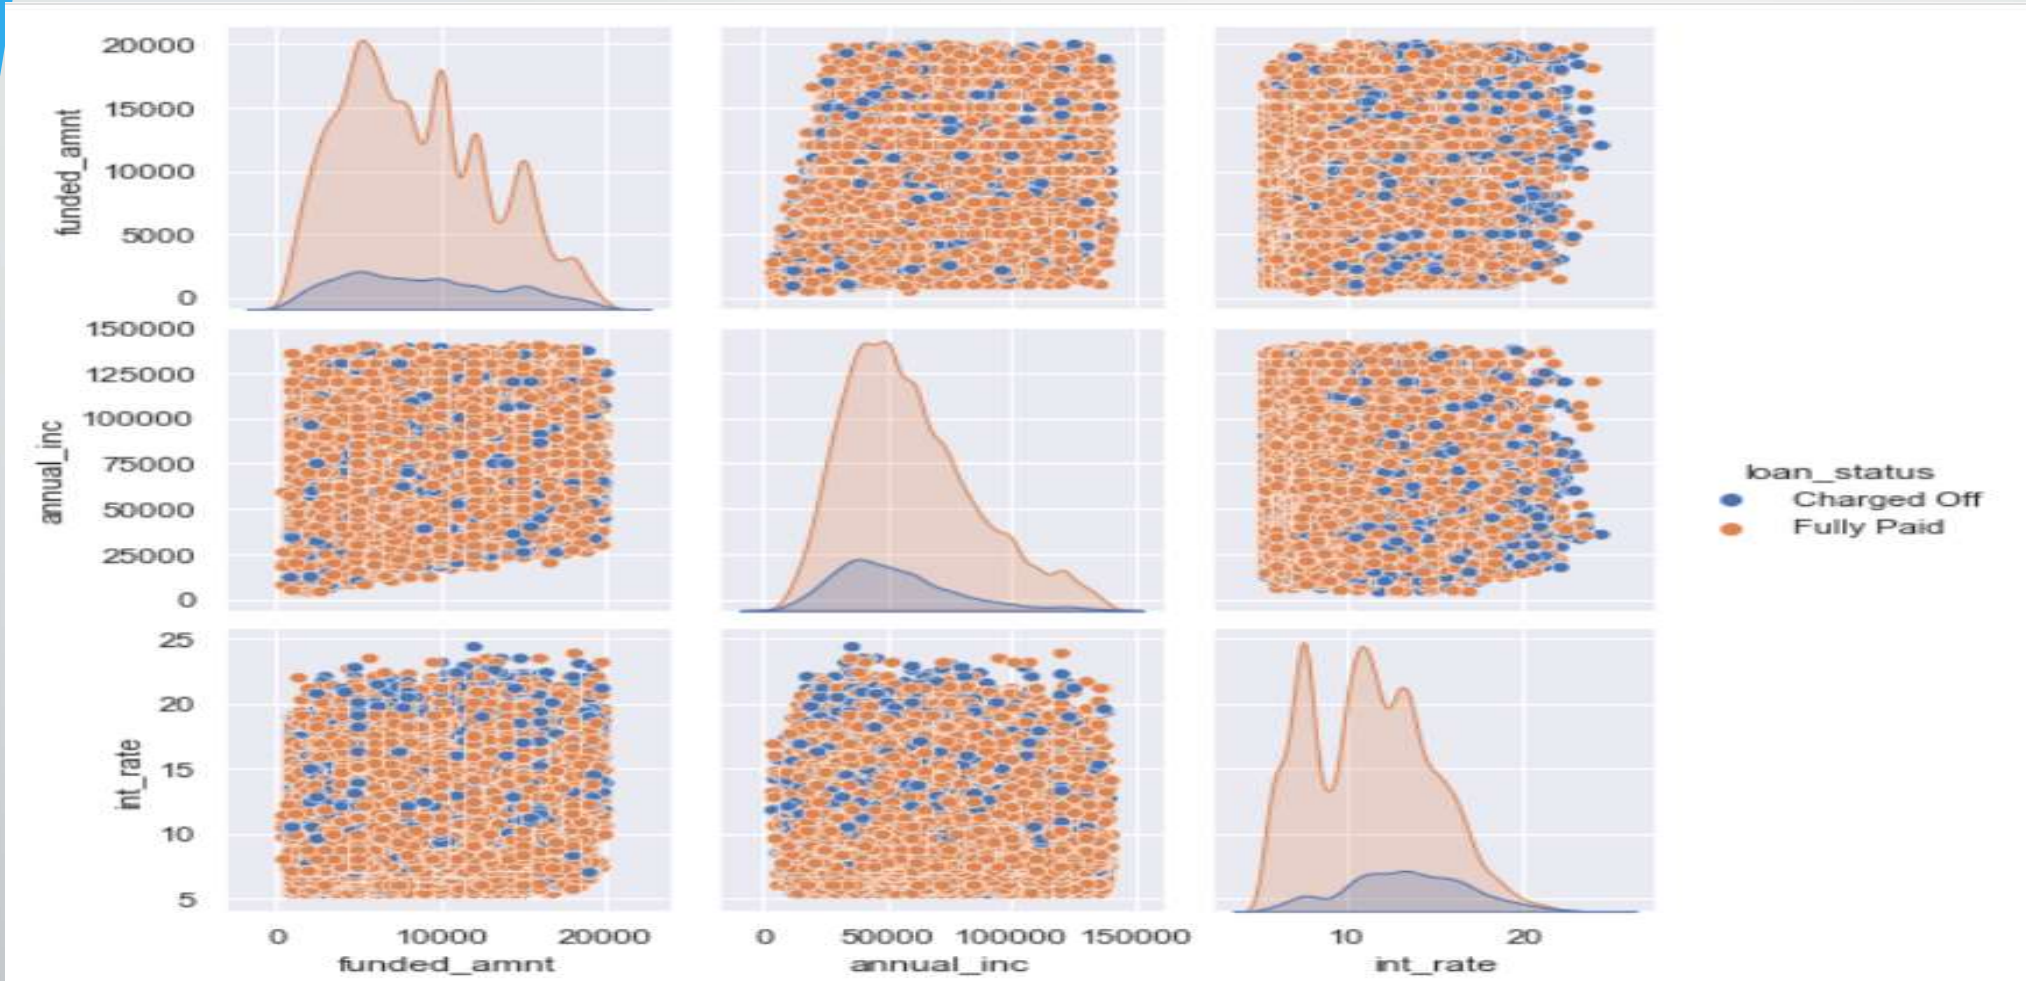 20000
15000
10000
5000
0
funded_amnt
150000
125000
100000
75000
50000
25000
0
annual_inc
loan_status
Charged Off
Fully Paid
25
20
15
10
5
int_rate
0 10000 20000 0 50000 100000 150000 10 20
funded_amnt annual_inc int_rate